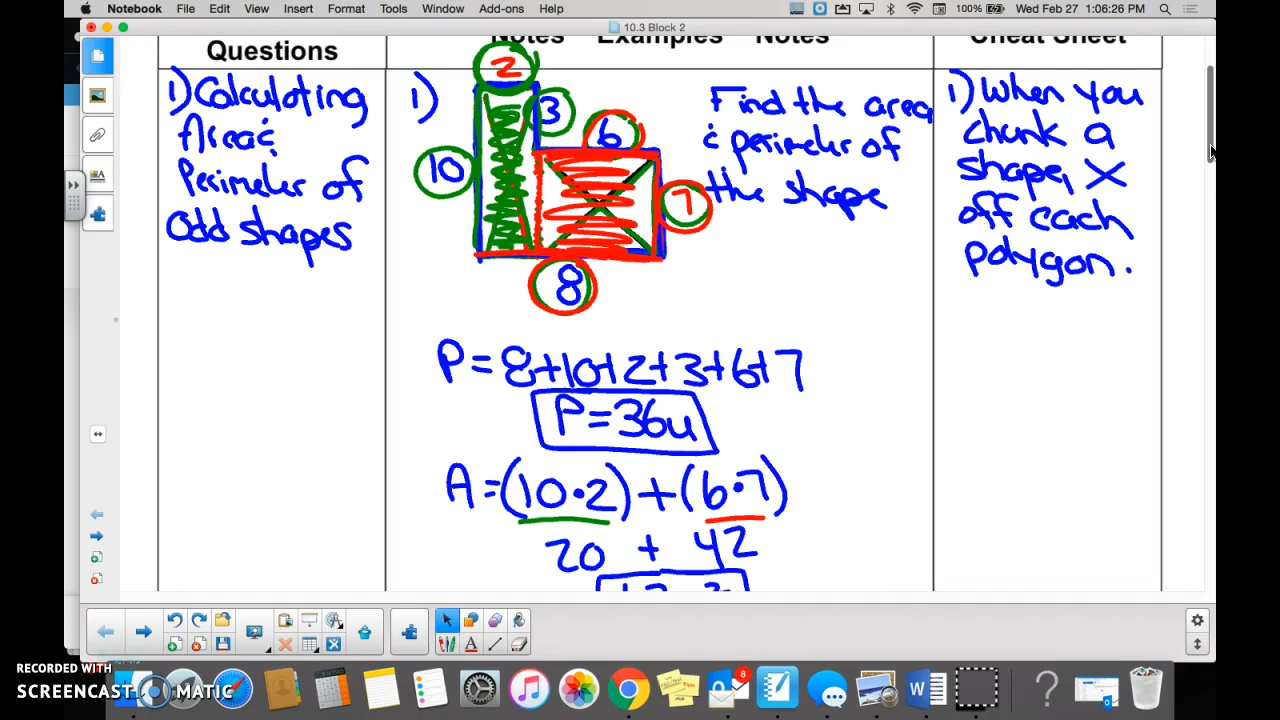 Notebook File Edit View Insert Format Tools Window Add-ons Help 100% Wed Feb 27 1:06:26 PM
10.3 Block 2
Questions
Notes Examples Notes
Cheat Sheet
1) Calculating
Area &
Perimeter of
odd shapes
1)
2
3
6
10
7
8
Find the area
& perimeter of
the shape
P = 8+10+2+3+6+7
P = 36u
A = (10•2) + (6•7)
20 + 42
1) When you
chunk a
shape, X
off each
polygon.
RECORDED WITH
SCREENCAST MATIC
8
W